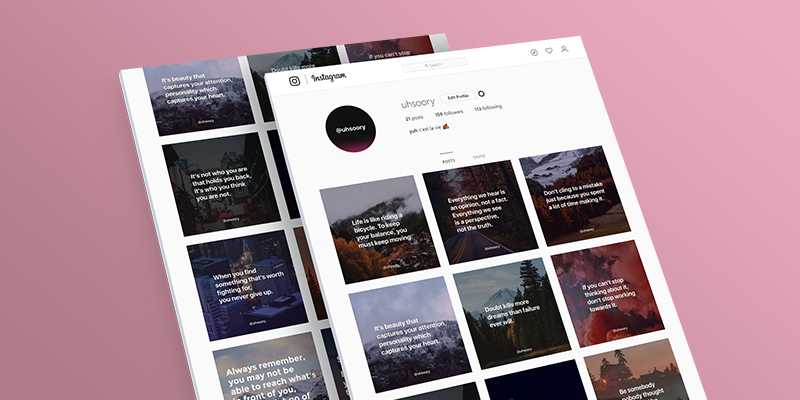 It's beauty that
captures your attention,
personality which
captures your heart.
@uhsoory
Doubt kills more
If you can't stop
It's not who you are
that holds you back,
it's who you think
you are not.
@uhsoory
When you find
something that's worth
fighting for,
you never give up.
@uhsoory
Always remember,
you may not be
able to reach what's
in front of you,
Instagram
Search
uhsoory
Edit Profile
@uhsoory
21 posts
159 followers
113 following
yuh c'est la vie
POSTS
SAVED
Life is like riding a
bicycle. To keep
your balance, you
must keep moving.
@uhsoory
Everything we hear is
an opinion, not a fact.
Everything we see
is a perspective,
not the truth.
@uhsoory
Don't cling to a mistake
just because you spent
a lot of time making it.
@uhsoory
It's beauty that
captures your attention,
personality which
captures your heart.
@uhsoory
Doubt kills more
dreams than failure
ever will.
@uhsoory
If you can't stop
thinking about it,
don't stop working
towards it.
@uhsoory
Be somebody
nobody thought